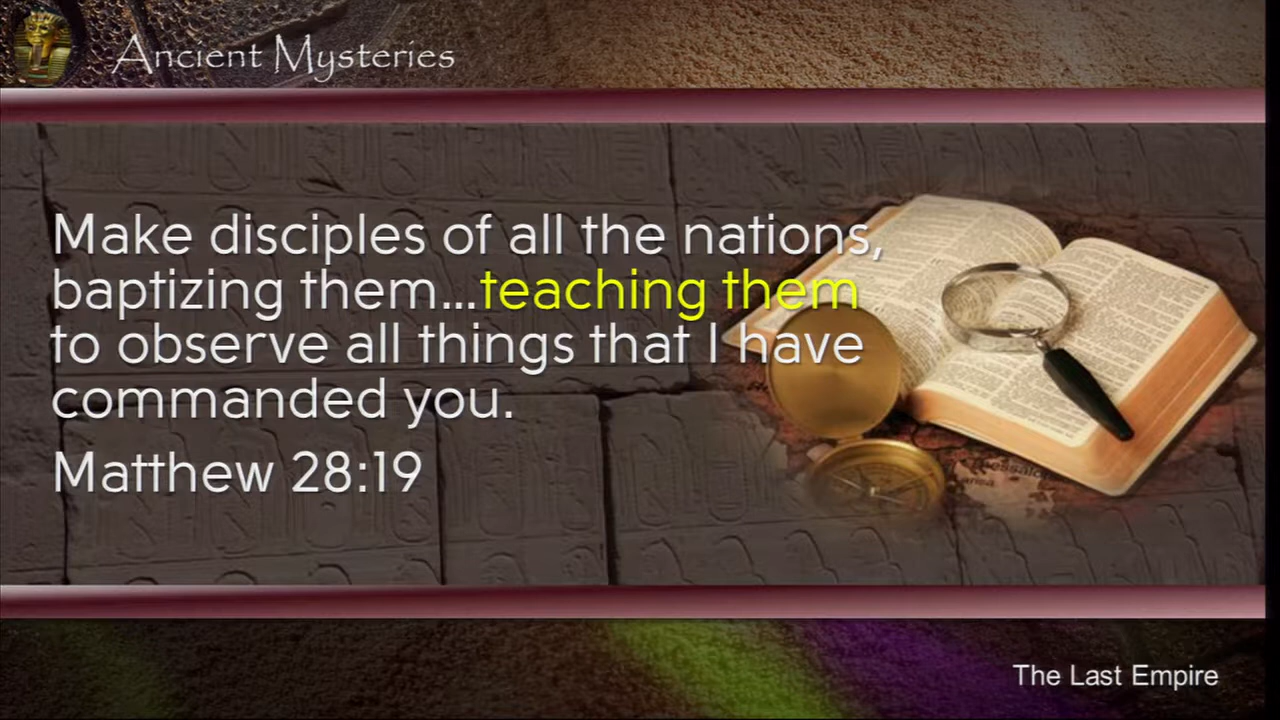 Ancient Mysteries
Make disciples of all the nations,
baptizing them...teaching them
to observe all things that I have
commanded you.
Matthew 28:19
The Last Empire